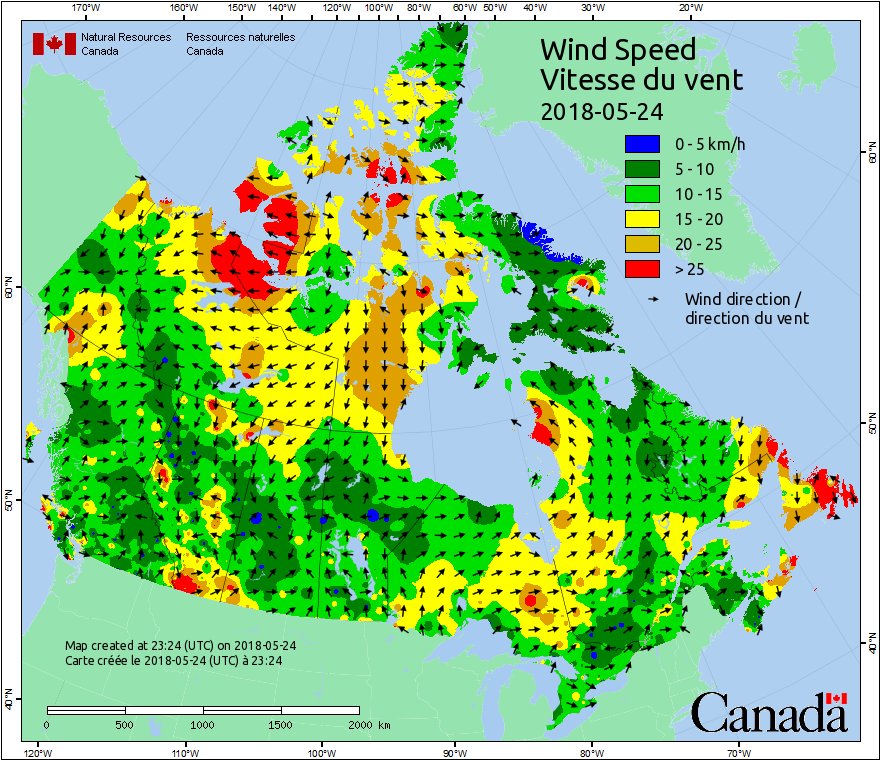 170°W 160°W 150°W 140°W 120°W 100°W 80°W 60°W 50°W 40°W 30°W 20°W
Natural Resources Ressources naturelles
Canada Canada
Wind Speed
Vitesse du vent
2018-05-24
0 - 5 km/h
5 - 10
10 - 15
15 - 20
20 - 25
> 25
Wind direction /
direction du vent
60°N
60°N
50°N
50°N
40°N
40°N
Map created at 23:24 (UTC) on 2018-05-24
Carte créée le 2018-05-24 (UTC) à 23:24
0 500 1000 1500 2000 km
Canada
120°W 110°W 100°W 90°W 80°W 70°W